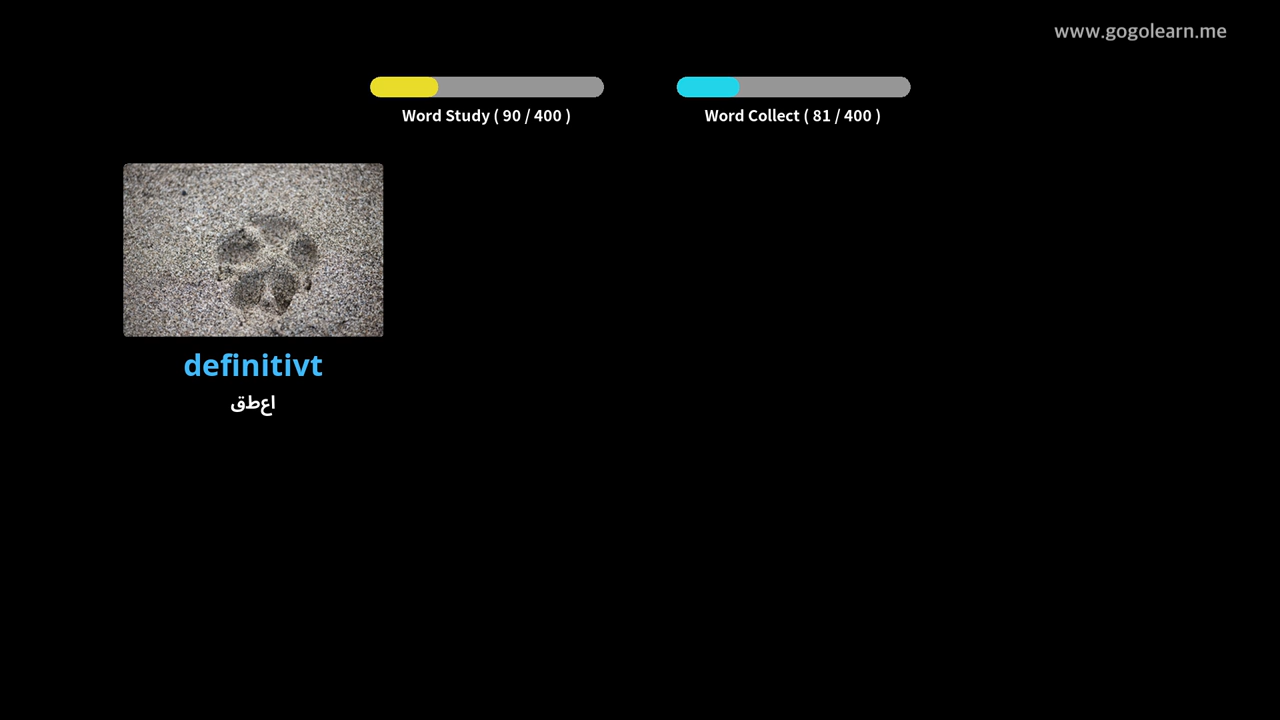 www.gogolearn.me
Word Study ( 90 / 400 )
Word Collect ( 81 / 400 )
definitivt
اعطق